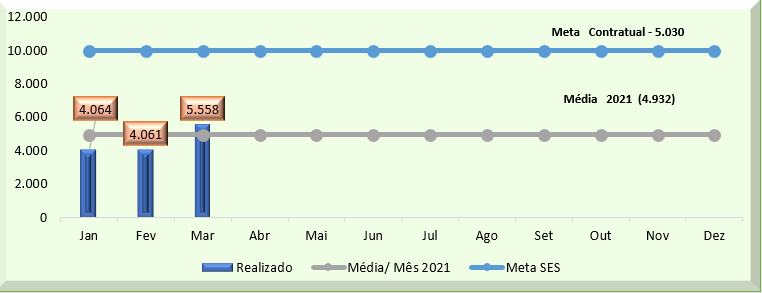 12.000
Meta Contratual - 5.030
10.000
8.000
Média 2021 (4.932)
4.064
5.558
6.000
4.061
4.000
2.000
0
Jan Fev Mar Abr Mai Jun Jul Ago Set Out Nov Dez
Realizado Média/ Mês 2021 Meta SES